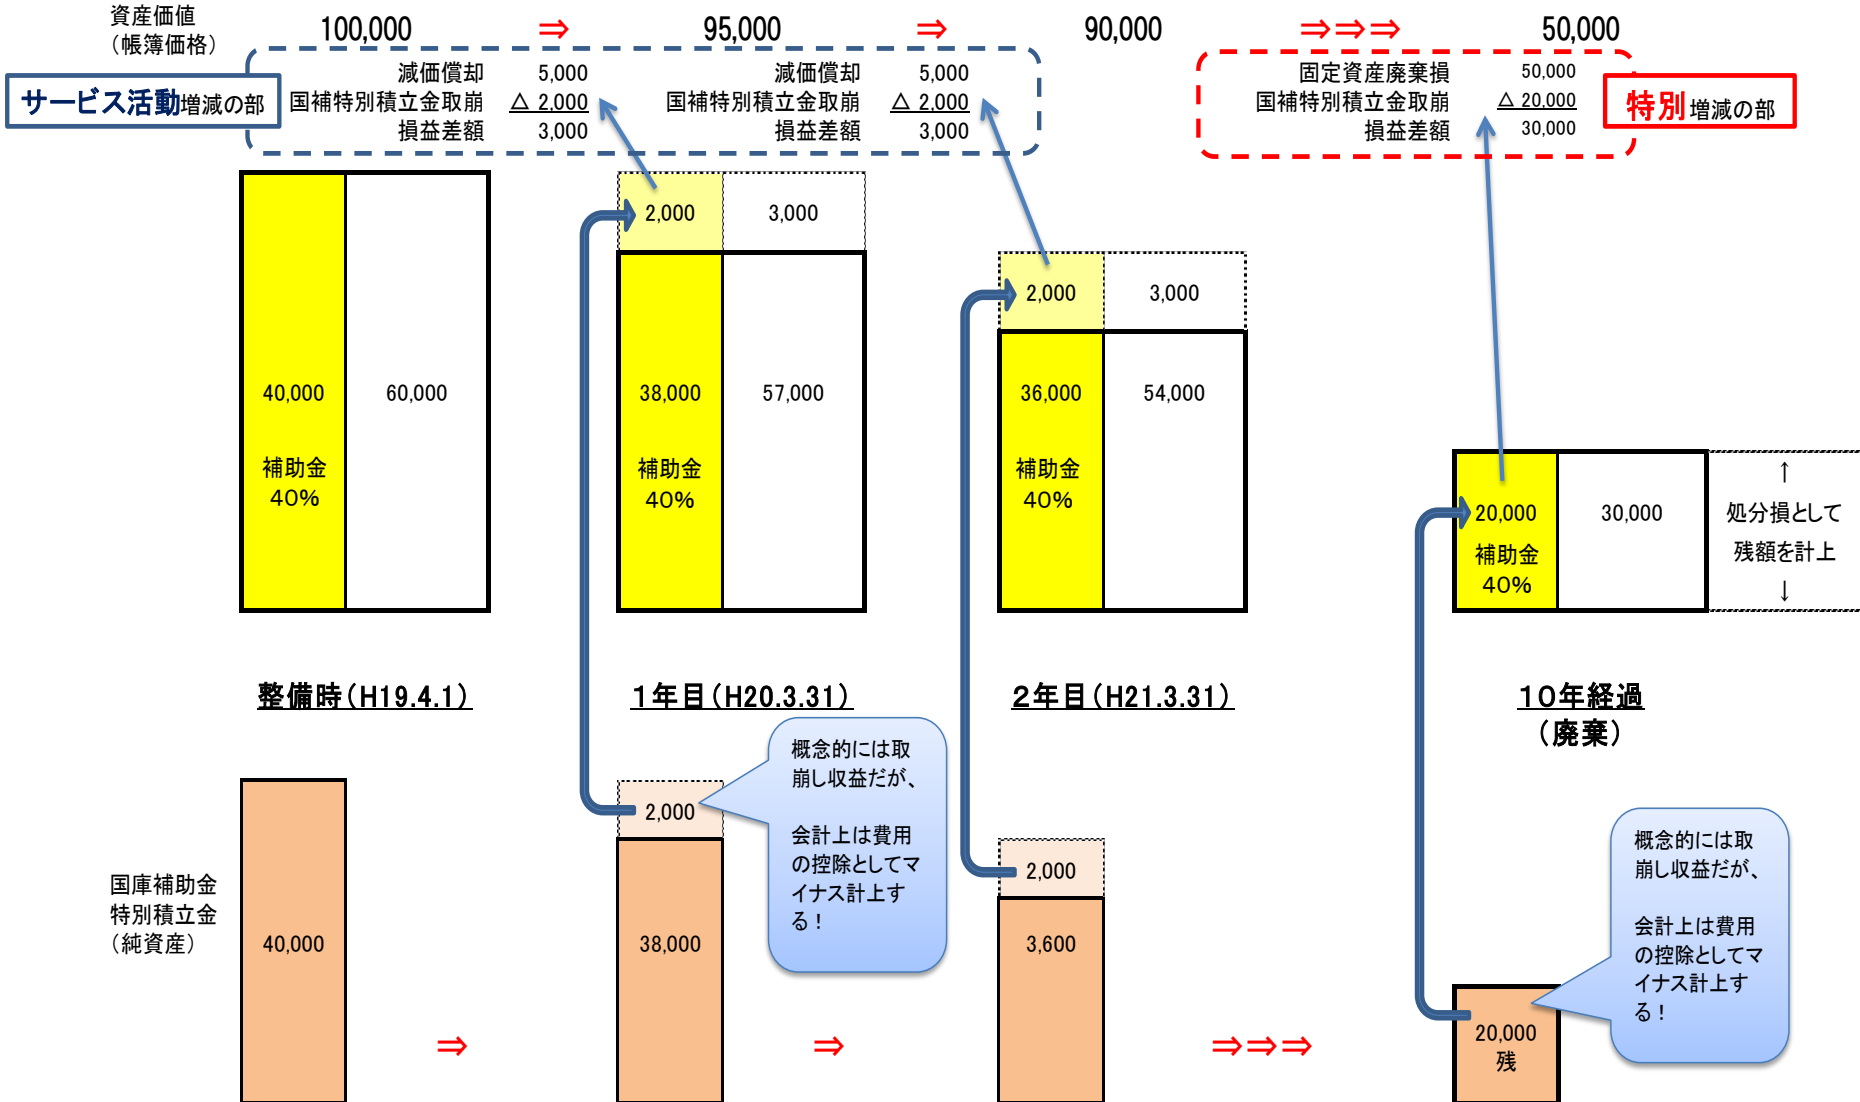 資産価値
（帳簿価格）
100,000 ⇒ 95,000 ⇒ 90,000 ⇒⇒⇒ 50,000
サービス活動増減の部
減価償却 5,000
国補特別積立金取崩 △ 2,000
損益差額 3,000
減価償却 5,000
国補特別積立金取崩 △ 2,000
損益差額 3,000
固定資産廃棄損 50,000
国補特別積立金取崩 △ 20,000
損益差額 30,000
特別増減の部
40,000 60,000
補助金
40%
2,000 3,000
38,000 57,000
補助金
40%
2,000 3,000
36,000 54,000
補助金
40%
20,000 30,000
補助金
40%
↑
処分損として
残額を計上
↓
整備時（H19.4.1）
１年目（H20.3.31）
２年目（H21.3.31）
１０年経過
（廃棄）
国庫補助金
特別積立金
（純資産）
40,000
⇒
2,000
38,000
概念的には取
崩し収益だが、
会計上は費用
の控除としてマ
イナス計上す
る！
⇒
2,000
3,600
⇒⇒⇒
20,000
残
概念的には取
崩し収益だが、
会計上は費用
の控除としてマ
イナス計上す
る！